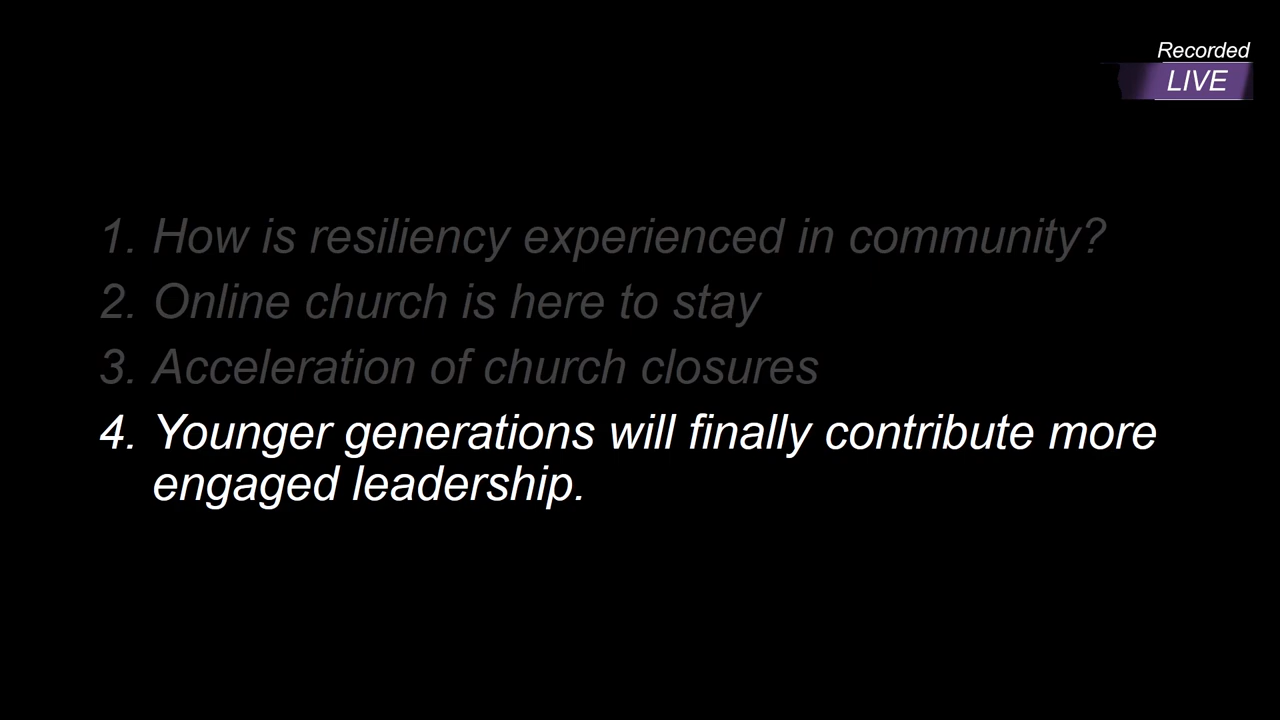 Recorded
LIVE
1. How is resiliency experienced in community?
2. Online church is here to stay
3. Acceleration of church closures
4. Younger generations will finally contribute more
engaged leadership.